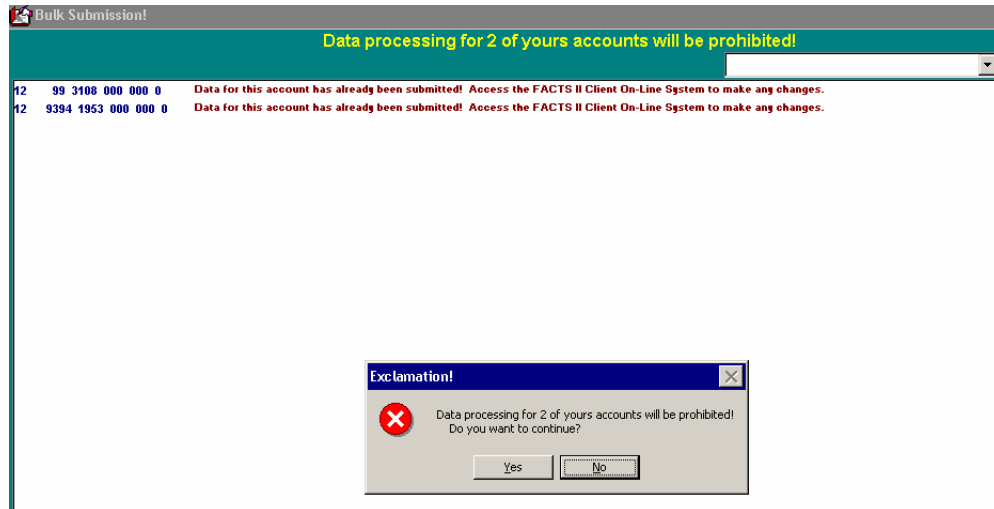 Bulk Submission!
Data processing for 2 of yours accounts will be prohibited!
12 99 3108 000 000 0 Data for this account has already been submitted! Access the FACTS II Client On-Line System to make any changes.
12 9394 1953 000 000 0 Data for this account has already been submitted! Access the FACTS II Client On-Line System to make any changes.
Exclamation!
Data processing for 2 of yours accounts will be prohibited!
Do you want to continue?
Yes No